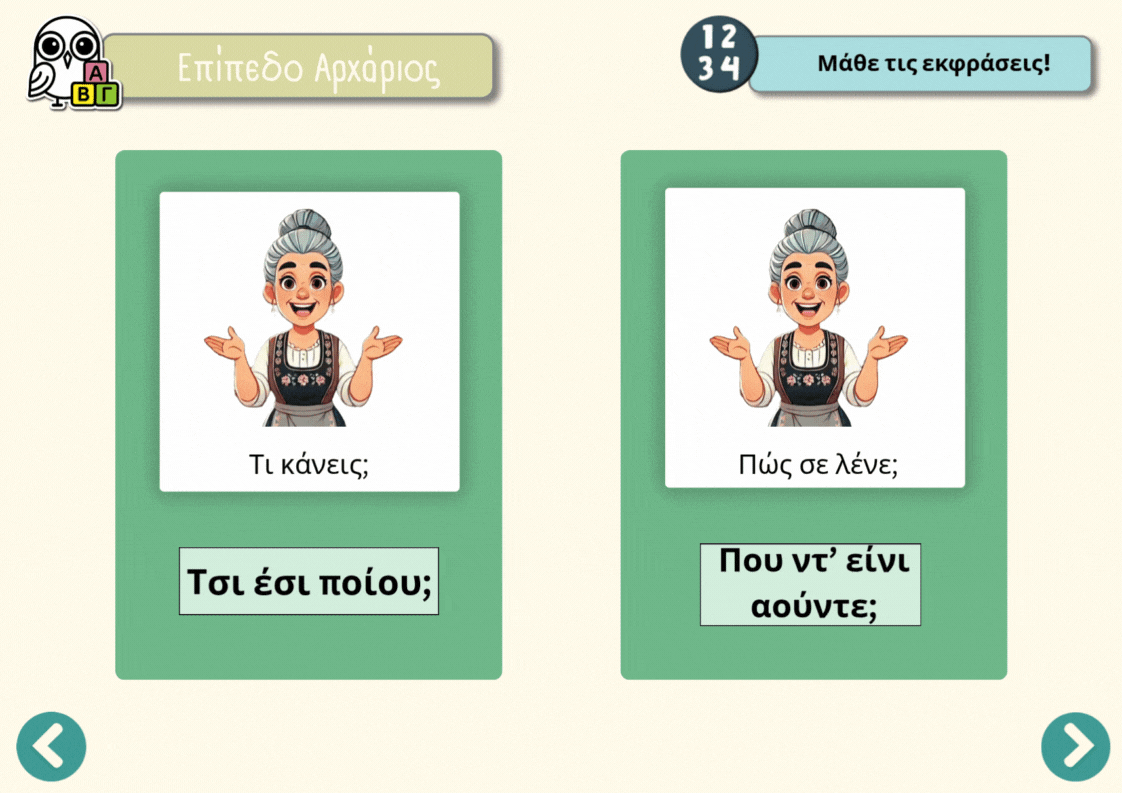 Επίπεδο Αρχάριος
Α
Β Γ
1 2
3 4
Μάθε τις εκφράσεις!
Τι κάνεις;
Τσι έσι ποίου;
Πώς σε λένε;
Που ντ’ είνι
αούντε;